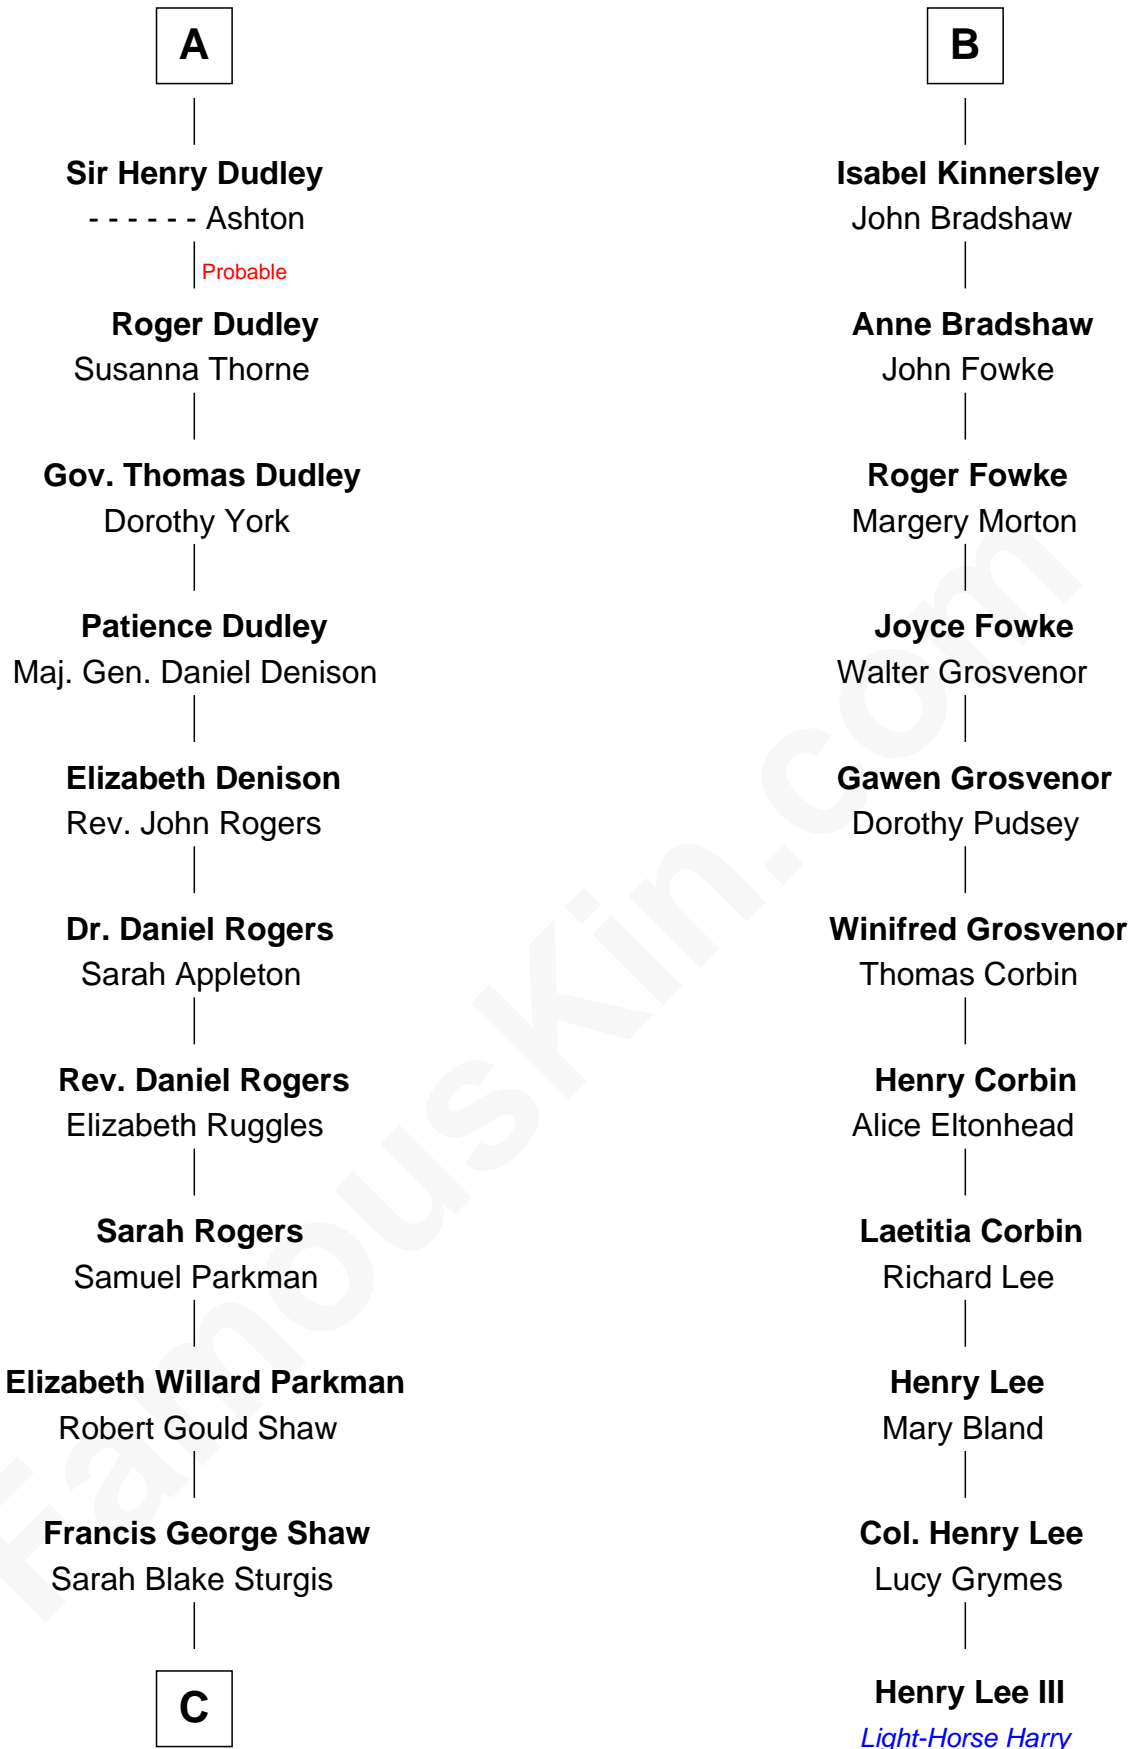 A
Sir Henry Dudley
- - - - - - Ashton
Probable
Roger Dudley
Susanna Thorne
Gov. Thomas Dudley
Dorothy York
Patience Dudley
Maj. Gen. Daniel Denison
Elizabeth Denison
Rev. John Rogers
Dr. Daniel Rogers
Sarah Appleton
Rev. Daniel Rogers
Elizabeth Ruggles
Sarah Rogers
Samuel Parkman
Elizabeth Willard Parkman
Robert Gould Shaw
Francis George Shaw
Sarah Blake Sturgis
C
B
Isabel Kinnersley
John Bradshaw
Anne Bradshaw
John Fowke
Roger Fowke
Margery Morton
Joyce Fowke
Walter Grosvenor
Gawen Grosvenor
Dorothy Pudsey
Winifred Grosvenor
Thomas Corbin
Henry Corbin
Alice Eltonhead
Laetitia Corbin
Richard Lee
Henry Lee
Mary Bland
Col. Henry Lee
Lucy Grymes
Henry Lee III
Light-Horse Harry
FamousKin.com